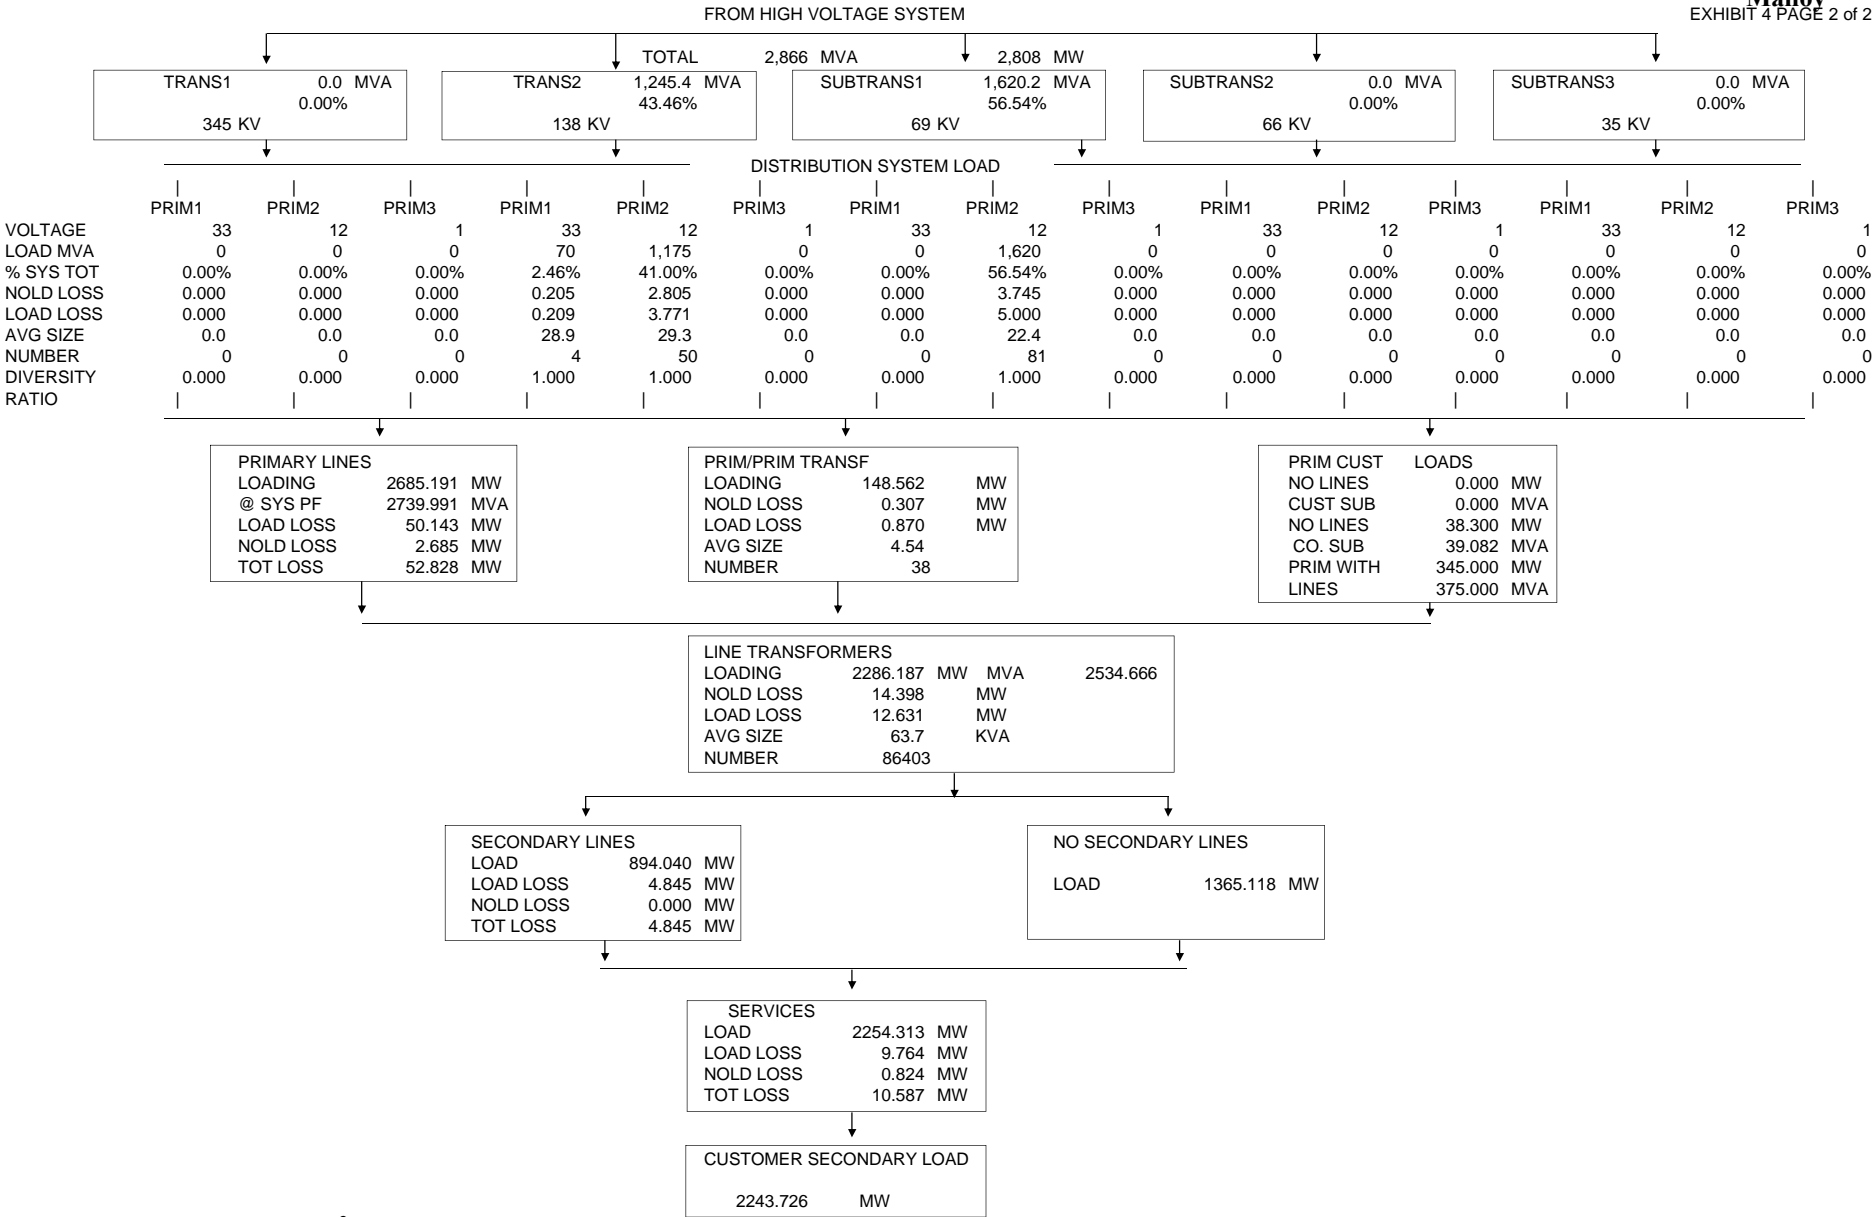 Malloy
FROM HIGH VOLTAGE SYSTEM EXHIBIT 4 PAGE 2 of 2
TOTAL 2,866 MVA 2,808 MW
TRANS1 0.0 MVA TRANS2 1,245.4 MVA SUBTRANS1 1,620.2 MVA SUBTRANS2 0.0 MVA SUBTRANS3 0.0 MVA
0.00% 43.46% 56.54% 0.00% 0.00%
345 KV 138 KV 69 KV 66 KV 35 KV
DISTRIBUTION SYSTEM LOAD
PRIM1 PRIM2 PRIM3 PRIM1 PRIM2 PRIM3 PRIM1 PRIM2 PRIM3 PRIM1 PRIM2 PRIM3 PRIM1 PRIM2 PRIM3
VOLTAGE 33 12 1 33 12 1 33 12 1 33 12 1 33 12 1
LOAD MVA 0 0 0 70 1,175 0 0 1,620 0 0 0 0 0 0 0
% SYS TOT 0.00% 0.00% 0.00% 2.46% 41.00% 0.00% 0.00% 56.54% 0.00% 0.00% 0.00% 0.00% 0.00% 0.00% 0.00%
NOLD LOSS 0.000 0.000 0.000 0.205 2.805 0.000 0.000 3.745 0.000 0.000 0.000 0.000 0.000 0.000 0.000
LOAD LOSS 0.000 0.000 0.000 0.209 3.771 0.000 0.000 5.000 0.000 0.000 0.000 0.000 0.000 0.000 0.000
AVG SIZE 0.0 0.0 0.0 28.9 29.3 0.0 0.0 22.4 0.0 0.0 0.0 0.0 0.0 0.0 0.0
NUMBER 0 0 0 4 50 0 0 81 0 0 0 0 0 0 0
DIVERSITY 0.000 0.000 0.000 1.000 1.000 0.000 0.000 1.000 0.000 0.000 0.000 0.000 0.000 0.000 0.000
RATIO
PRIMARY LINES
LOADING 2685.191 MW
@ SYS PF 2739.991 MVA
LOAD LOSS 50.143 MW
NOLD LOSS 2.685 MW
TOT LOSS 52.828 MW
PRIM/PRIM TRANSF
LOADING 148.562 MW
NOLD LOSS 0.307 MW
LOAD LOSS 0.870 MW
AVG SIZE 4.54
NUMBER 38
PRIM CUST LOADS
NO LINES 0.000 MW
CUST SUB 0.000 MVA
NO LINES 38.300 MW
CO. SUB 39.082 MVA
PRIM WITH 345.000 MW
LINES 375.000 MVA
LINE TRANSFORMERS
LOADING 2286.187 MW MVA 2534.666
NOLD LOSS 14.398 MW
LOAD LOSS 12.631 MW
AVG SIZE 63.7 KVA
NUMBER 86403
SECONDARY LINES
LOAD 894.040 MW
LOAD LOSS 4.845 MW
NOLD LOSS 0.000 MW
TOT LOSS 4.845 MW
NO SECONDARY LINES
LOAD 1365.118 MW
SERVICES
LOAD 2254.313 MW
LOAD LOSS 9.764 MW
NOLD LOSS 0.824 MW
TOT LOSS 10.587 MW
CUSTOMER SECONDARY LOAD
2243.726 MW